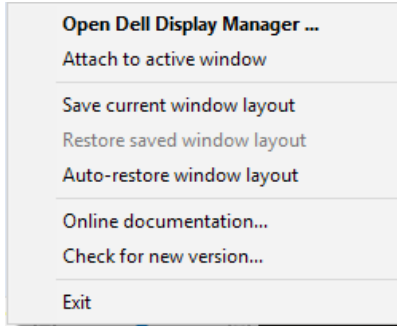 Open Dell Display Manager ...
Attach to active window
Save current window layout
Restore saved window layout
Auto-restore window layout
Online documentation...
Check for new version...
Exit